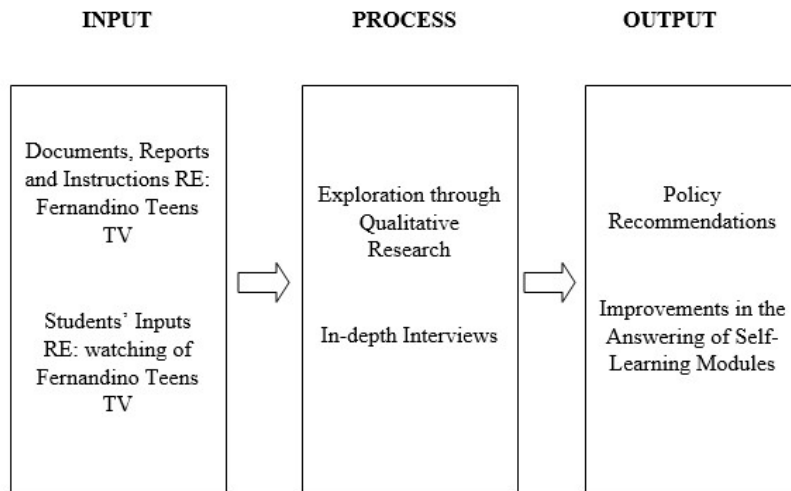 INPUT
PROCESS
OUTPUT
Documents, Reports
and Instructions RE:
Fernandino Teens
TV
Students’ Inputs
RE: watching of
Fernandino Teens
TV
Exploration through
Qualitative
Research
In-depth Interviews
Policy
Recommendations
Improvements in the
Answering of Self-
Learning Modules